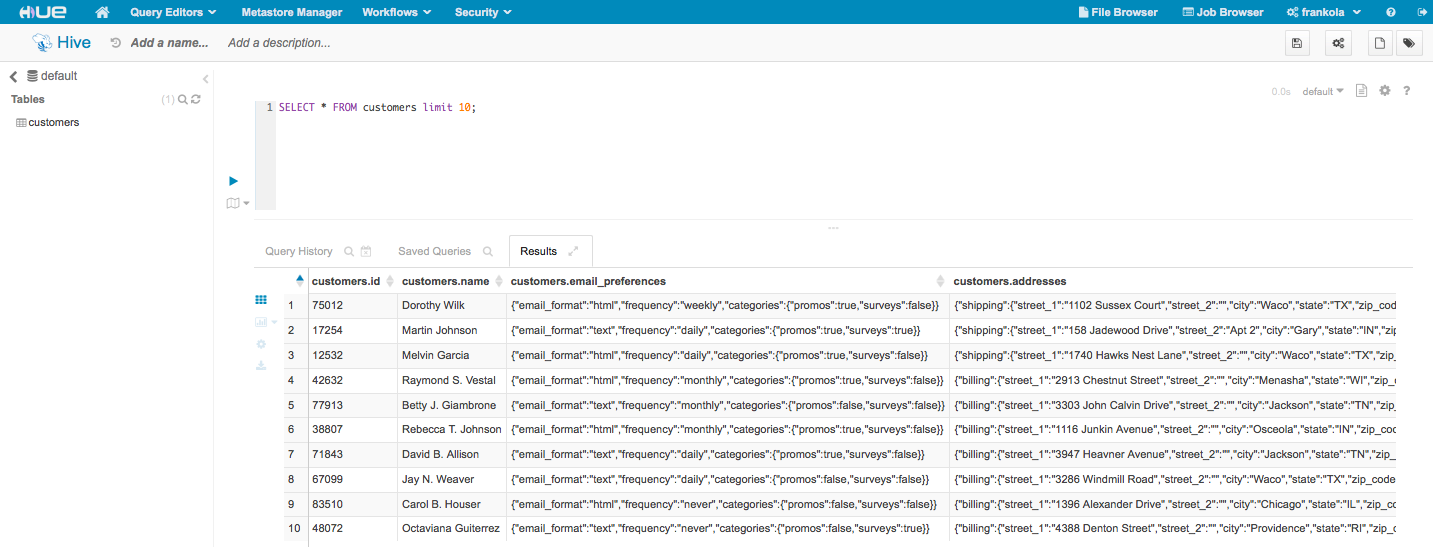 HUE Query Editors Metastore Manager Workflows Security File Browser Job Browser frankola
Hive Add a name... Add a description...
default
Tables (1)
customers
0.0s default ?
1 SELECT * FROM customers limit 10;
Query History Saved Queries Results
customers.id customers.name customers.email_preferences customers.addresses
1 75012 Dorothy Wilk {"email_format":"html","frequency":"weekly","categories":{"promos":true,"surveys":false}} {"shipping":{"street_1":"1102 Sussex Court","street_2":"","city":"Waco","state":"TX","zip_cod
2 17254 Martin Johnson {"email_format":"text","frequency":"daily","categories":{"promos":true,"surveys":true}} {"shipping":{"street_1":"158 Jadewood Drive","street_2":"Apt 2","city":"Gary","state":"IN","zip
3 12532 Melvin Garcia {"email_format":"html","frequency":"daily","categories":{"promos":true,"surveys":false}} {"shipping":{"street_1":"1740 Hawks Nest Lane","street_2":"","city":"Waco","state":"TX","zip_
4 42632 Raymond S. Vestal {"email_format":"html","frequency":"monthly","categories":{"promos":true,"surveys":false}} {"billing":{"street_1":"2913 Chestnut Street","street_2":"","city":"Menasha","state":"WI","zip_
5 77913 Betty J. Giambrone {"email_format":"text","frequency":"monthly","categories":{"promos":false,"surveys":false}} {"billing":{"street_1":"3303 John Calvin Drive","street_2":"","city":"Jackson","state":"TN","zip_
6 38807 Rebecca T. Johnson {"email_format":"html","frequency":"monthly","categories":{"promos":true,"surveys":false}} {"billing":{"street_1":"1116 Junkin Avenue","street_2":"","city":"Osceola","state":"IN","zip_coc
7 71843 David B. Allison {"email_format":"text","frequency":"daily","categories":{"promos":true,"surveys":false}} {"billing":{"street_1":"3947 Heavner Avenue","street_2":"","city":"Jackson","state":"TN","zip_
8 67099 Jay N. Weaver {"email_format":"text","frequency":"daily","categories":{"promos":false,"surveys":false}} {"billing":{"street_1":"3286 Windmill Road","street_2":"","city":"Waco","state":"TX","zip_code
9 83510 Carol B. Houser {"email_format":"html","frequency":"never","categories":{"promos":false,"surveys":false}} {"billing":{"street_1":"1396 Alexander Drive","street_2":"","city":"Chicago","state":"IL","zip_cod
10 48072 Octaviana Guiterrez {"email_format":"text","frequency":"never","categories":{"promos":false,"surveys":true}} {"billing":{"street_1":"4388 Denton Street","street_2":"","city":"Providence","state":"RI","zip_c